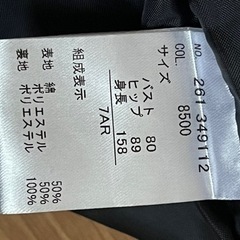 NO. 261-349112
COL. 8500
サイズ
バスト 80
ヒップ 89
身長 158
7AR
組成表示
表地 綿 50%
ポリエステル 50%
裏地 ポリエステル 100%